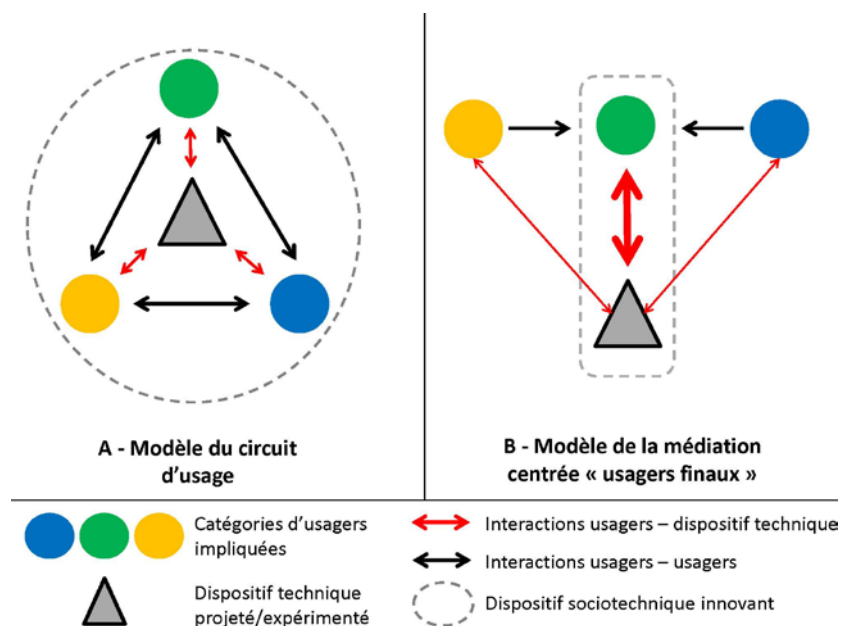 A - Modèle du circuit
d’usage
B - Modèle de la médiation
centrée « usagers finaux »
Catégories d’usagers
impliquées
Dispositif technique
projeté/expérimenté
Interactions usagers – dispositif technique
Interactions usagers – usagers
Dispositif sociotechnique innovant